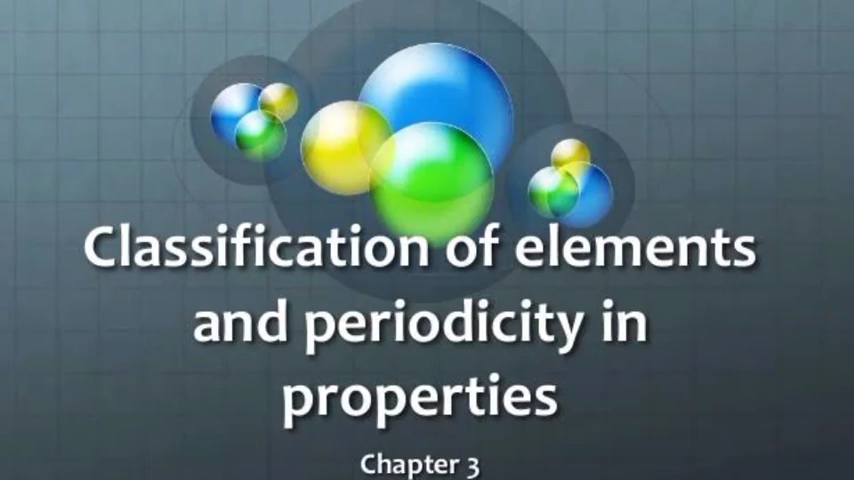 Classification of elements
and periodicity in
properties
Chapter 3